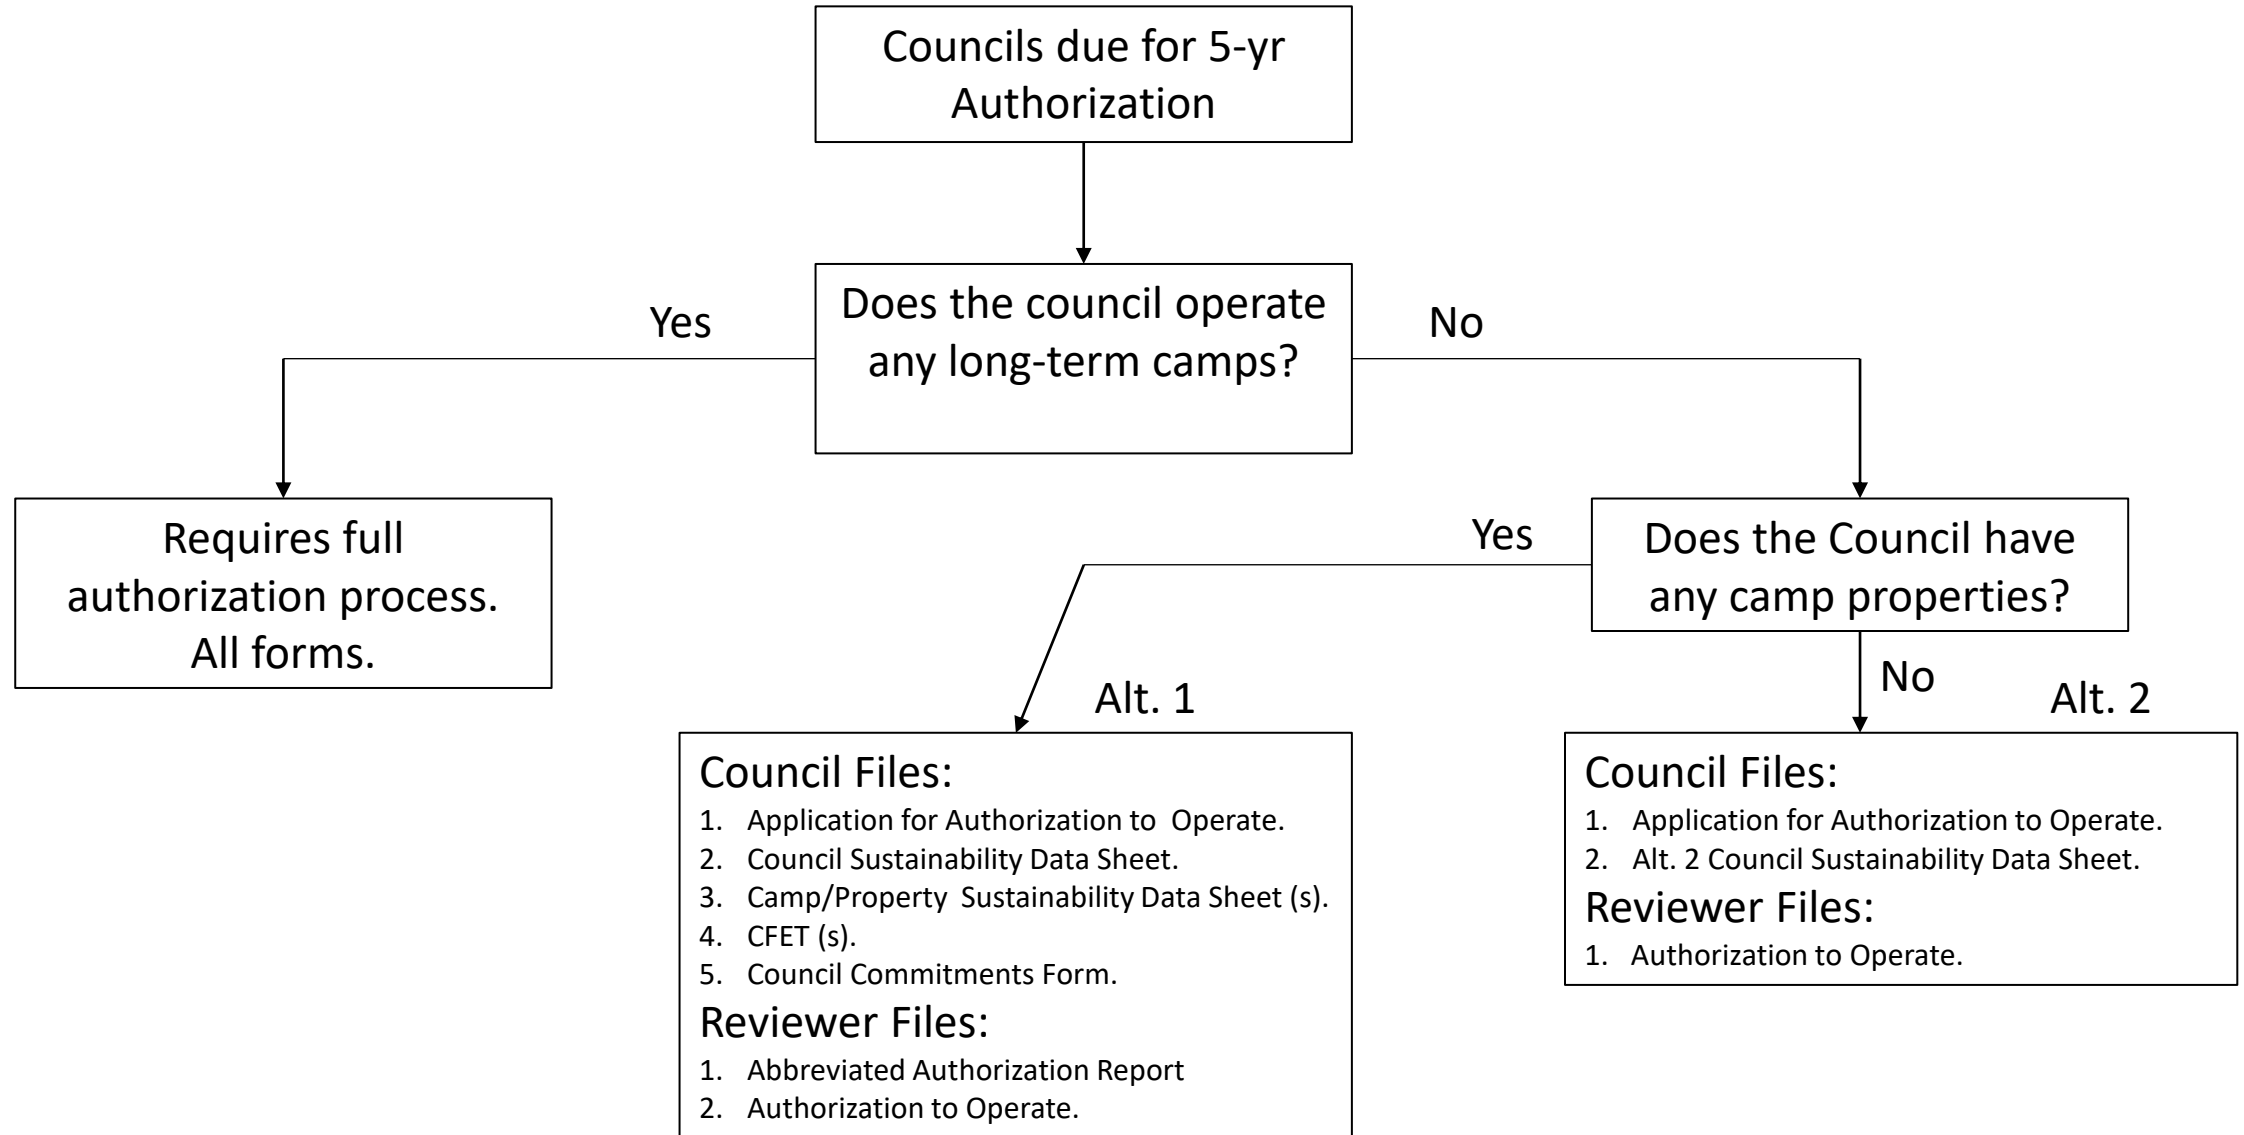 Councils due for 5-yr
Authorization
Does the council operate
any long-term camps?
Yes
No
Requires full
authorization process.
All forms.
Does the Council have
any camp properties?
Yes
No
Alt. 1
Alt. 2
Council Files:
1. Application for Authorization to Operate.
2. Council Sustainability Data Sheet.
3. Camp/Property Sustainability Data Sheet (s).
4. CFET (s).
5. Council Commitments Form.
Reviewer Files:
1. Abbreviated Authorization Report
2. Authorization to Operate.
Council Files:
1. Application for Authorization to Operate.
2. Alt. 2 Council Sustainability Data Sheet.
Reviewer Files:
1. Authorization to Operate.